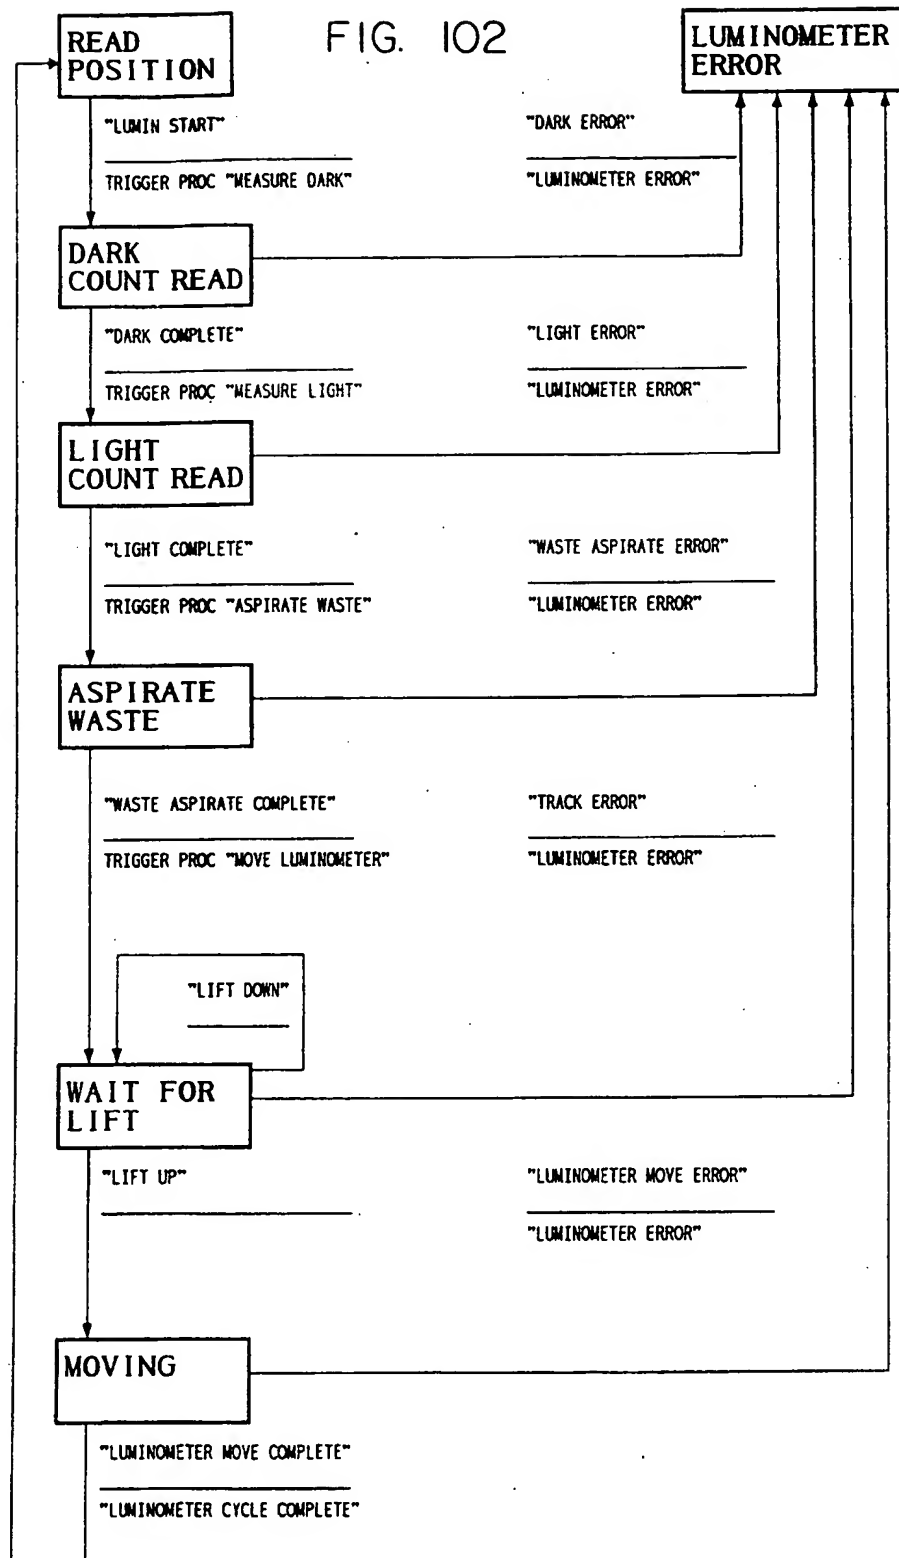 FIG. 102
READ
POSITION
LUMINOMETER
ERROR
"LUMIN START"
TRIGGER PROC "MEASURE DARK"
"DARK ERROR"
"LUMINOMETER ERROR"
DARK
COUNT READ
"DARK COMPLETE"
TRIGGER PROC "MEASURE LIGHT"
"LIGHT ERROR"
"LUMINOMETER ERROR"
LIGHT
COUNT READ
"LIGHT COMPLETE"
TRIGGER PROC "ASPIRATE WASTE"
"WASTE ASPIRATE ERROR"
"LUMINOMETER ERROR"
ASPIRATE
WASTE
"WASTE ASPIRATE COMPLETE"
TRIGGER PROC "MOVE LUMINOMETER"
"TRACK ERROR"
"LUMINOMETER ERROR"
"LIFT DOWN"
WAIT FOR
LIFT
"LIFT UP"
"LUMINOMETER MOVE ERROR"
"LUMINOMETER ERROR"
MOVING
"LUMINOMETER MOVE COMPLETE"
"LUMINOMETER CYCLE COMPLETE"